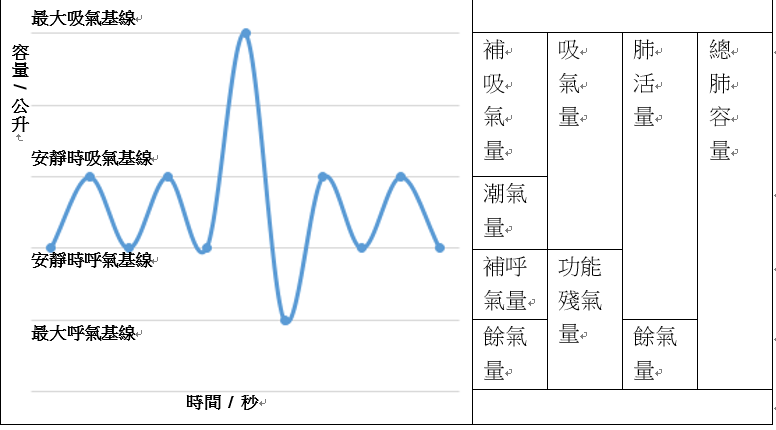 最大吸氣基線
容量 / 公升
安靜時吸氣基線
安靜時呼氣基線
最大呼氣基線
時間 / 秒
補
吸
氣
量
潮氣
量
補呼
氣量
餘氣
量
吸
氣
量
功能
殘氣
量
肺
活
量
餘氣
量
總
肺
容
量